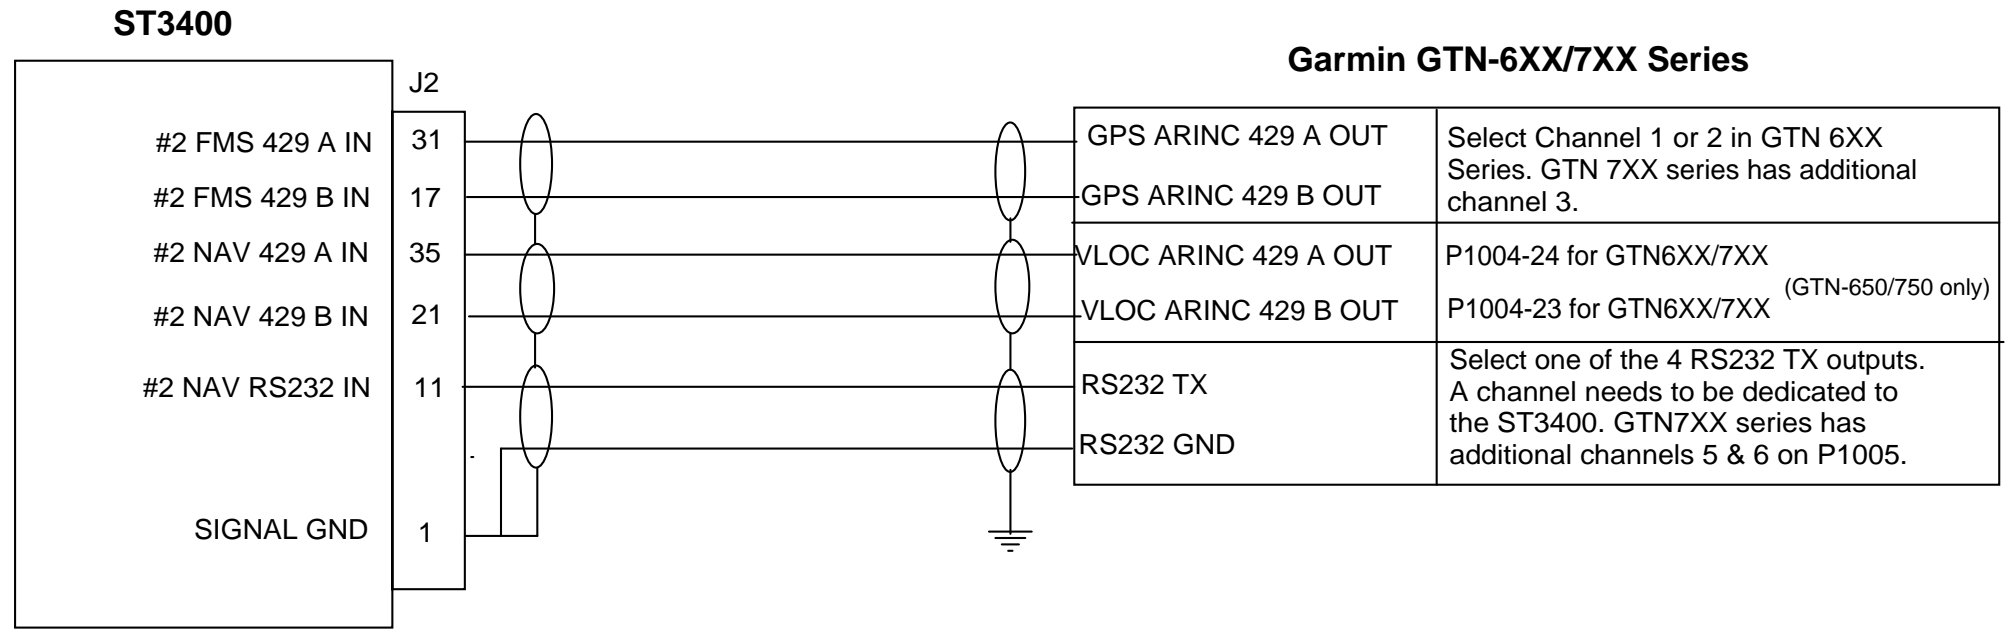 ST3400
Garmin GTN-6XX/7XX Series
J2
#2 FMS 429 A IN 31 GPS ARINC 429 A OUT
#2 FMS 429 B IN 17 GPS ARINC 429 B OUT
Select Channel 1 or 2 in GTN 6XX
Series. GTN 7XX series has additional
channel 3.
#2 NAV 429 A IN 35 VLOC ARINC 429 A OUT P1004-24 for GTN6XX/7XX
(GTN-650/750 only)
#2 NAV 429 B IN 21 VLOC ARINC 429 B OUT P1004-23 for GTN6XX/7XX
#2 NAV RS232 IN 11 RS232 TX
RS232 GND
Select one of the 4 RS232 TX outputs.
A channel needs to be dedicated to
the ST3400. GTN7XX series has
additional channels 5 & 6 on P1005.
SIGNAL GND 1